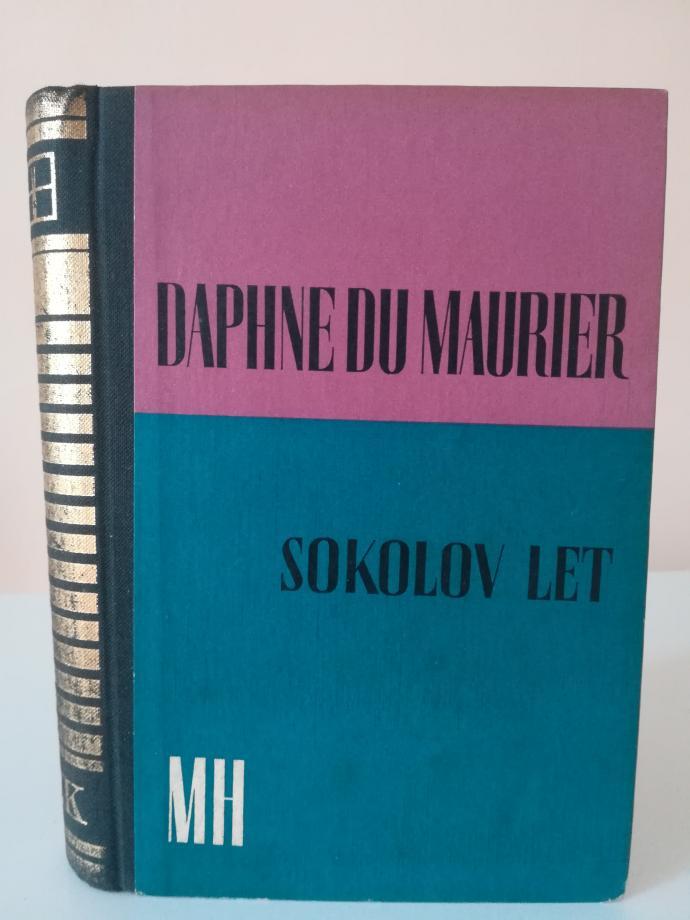 DAPHNE DU MAURIER
SOKOLOV LET
MH
K